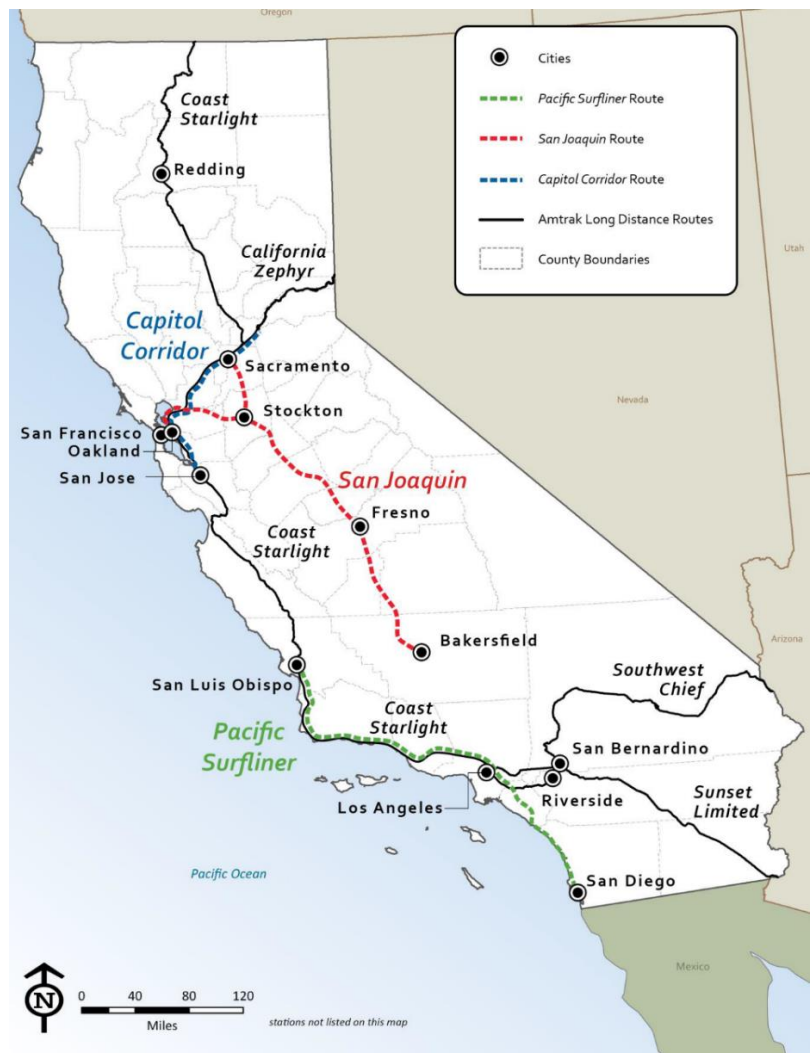 Oregon
Cities
Pacific Surfliner Route
San Joaquin Route
Capitol Corridor Route
Amtrak Long Distance Routes
County Boundaries
Coast
Starlight
Redding
California
Zephyr
Utah
Capitol
Corridor
Sacramento
Stockton
Nevada
San Francisco
Oakland
San Jose
San Joaquin
Fresno
Coast
Starlight
Bakersfield
Arizona
San Luis Obispo
Southwest
Chief
Coast
Starlight
Pacific
Surfliner
San Bernardino
Los Angeles
Riverside
Sunset
Limited
Pacific Ocean
San Diego
Mexico
N
0 40 80 120
Miles
stations not listed on this map